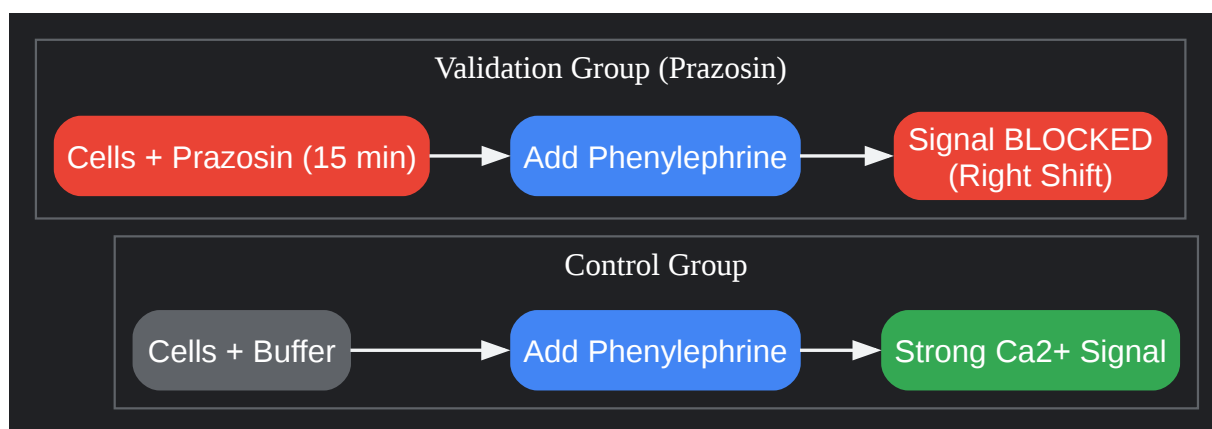 Validation Group (Prazosin)
Cells + Prazosin (15 min)
Add Phenylephrine
Signal BLOCKED
(Right Shift)
Control Group
Cells + Buffer
Add Phenylephrine
Strong Ca2+ Signal